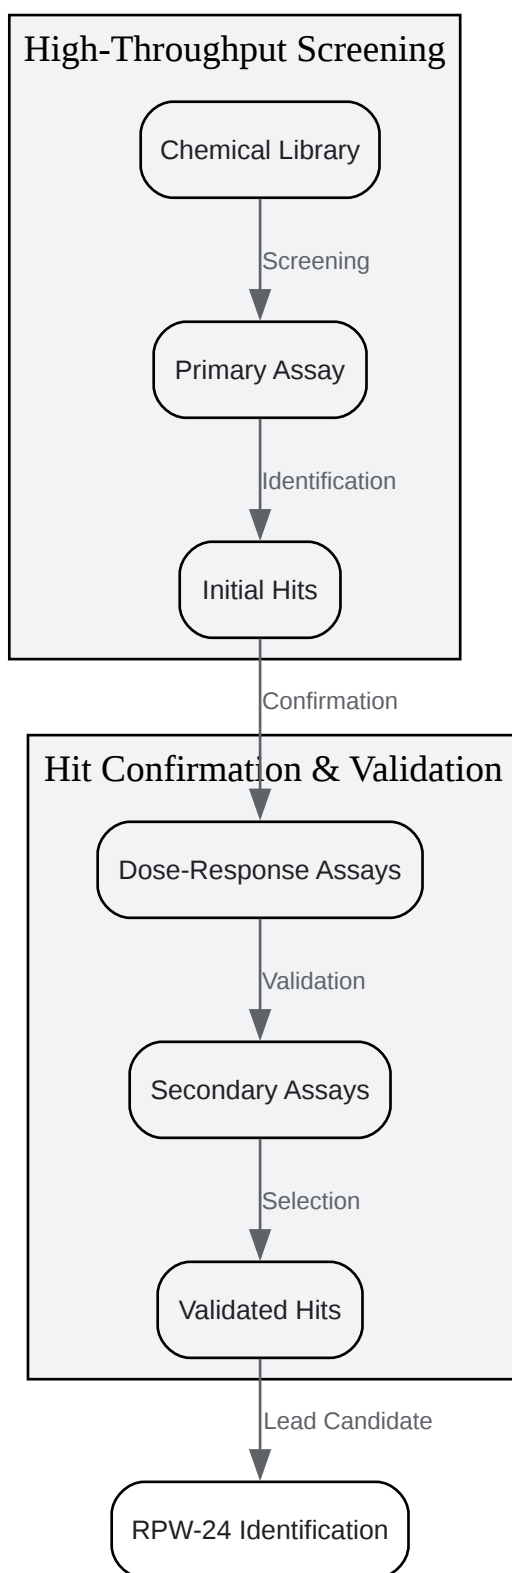 High-Throughput Screening
Chemical Library
Screening
Primary Assay
Identification
Initial Hits
Confirmation
Hit Confirmation & Validation
Dose-Response Assays
Validation
Secondary Assays
Selection
Validated Hits
Lead Candidate
RPW-24 Identification